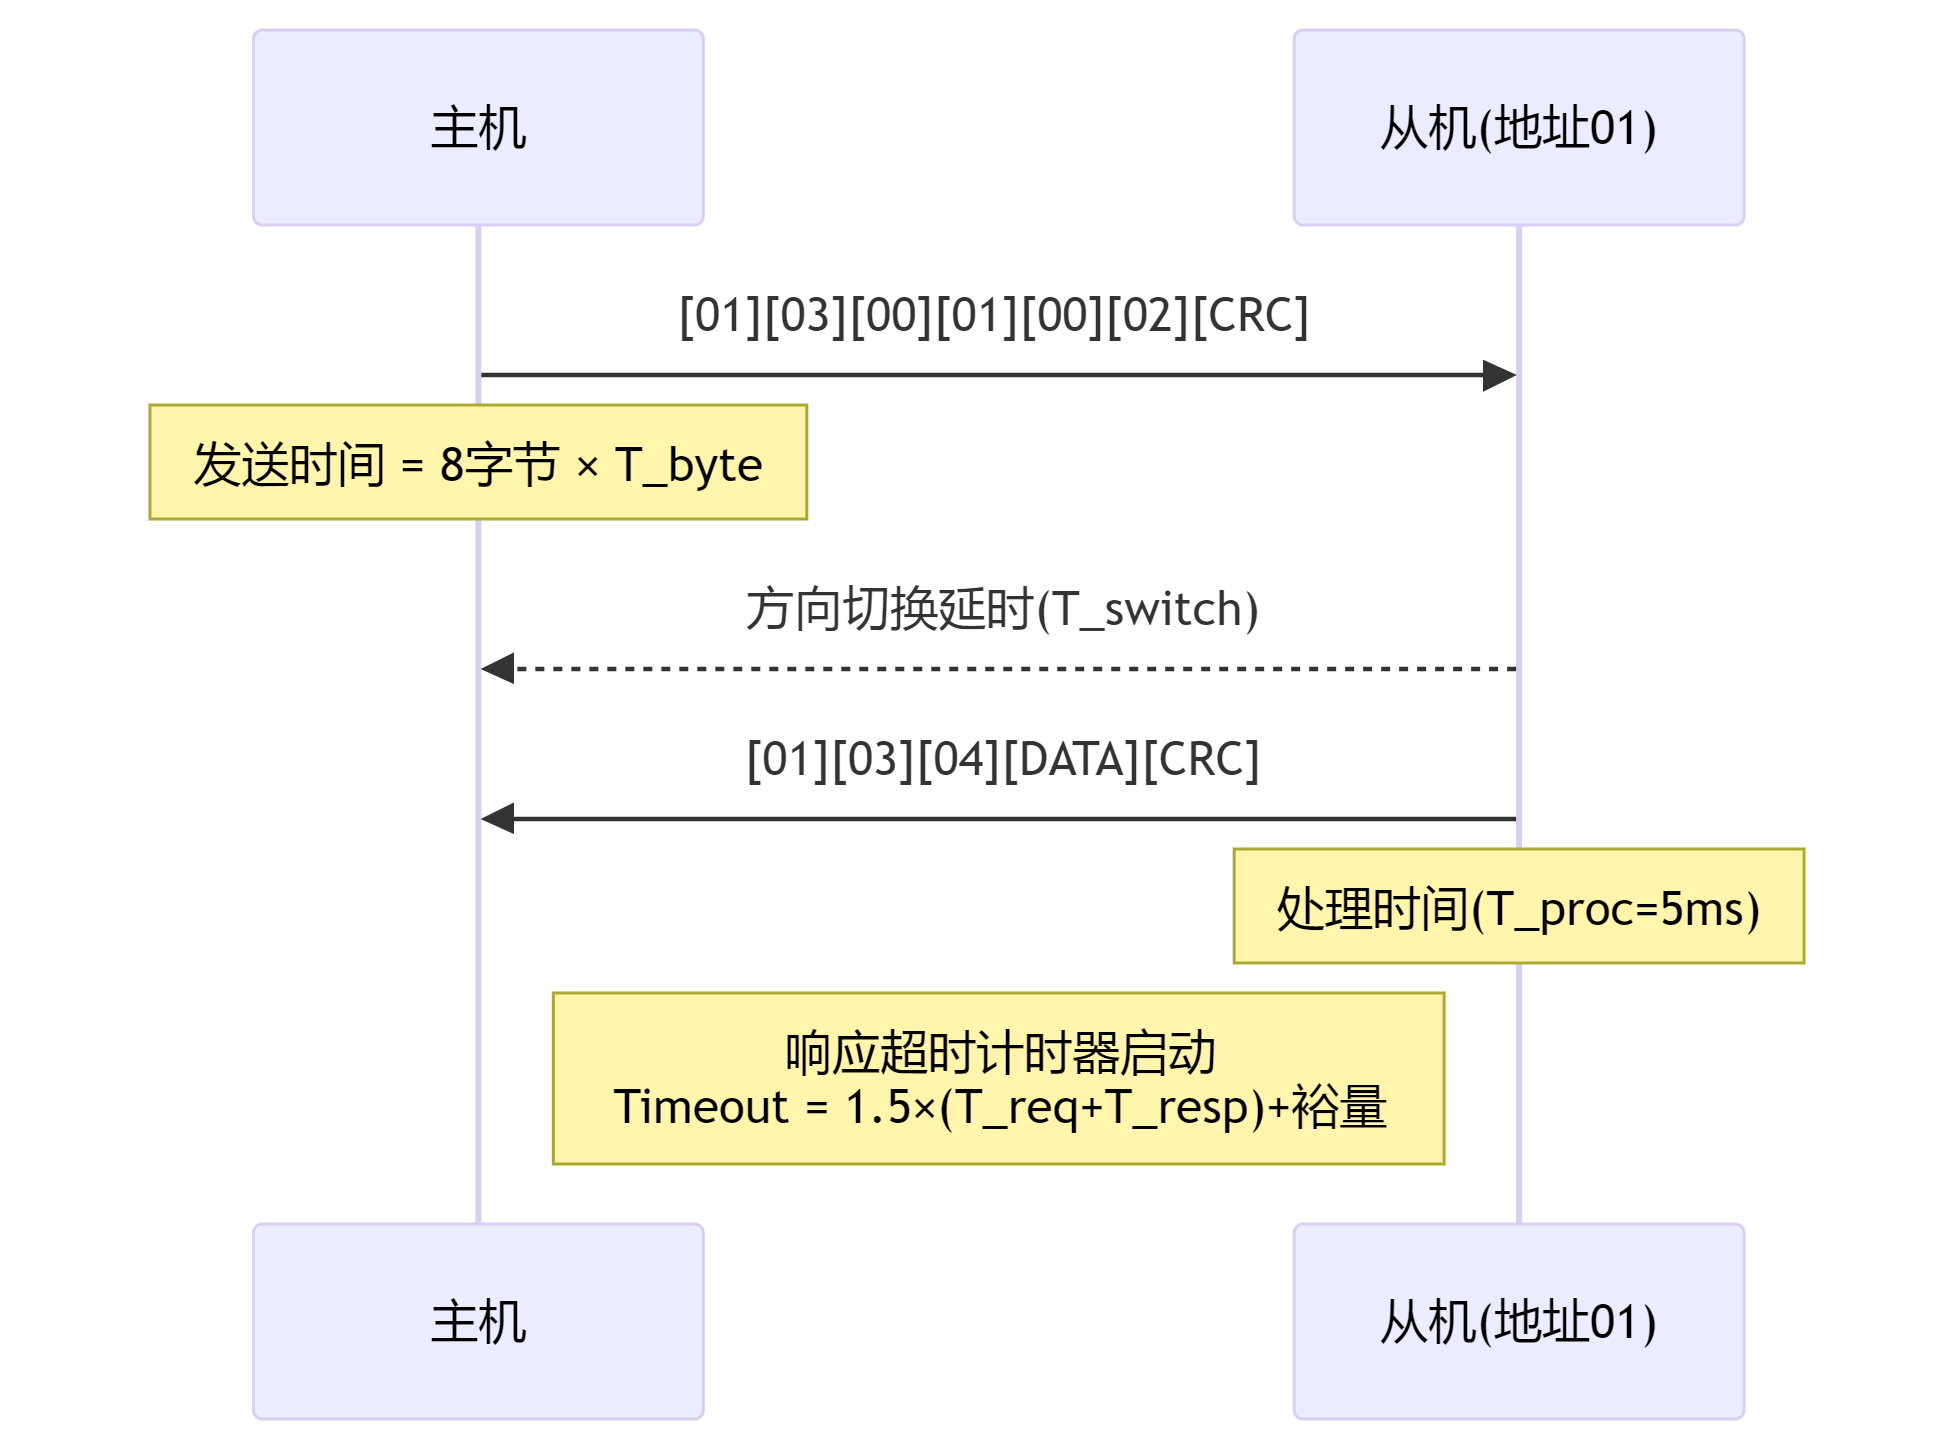 主机
从机(地址01)
[01][03][00][01][00][02][CRC]
发送时间 = 8字节 × T_byte
方向切换延时(T_switch)
[01][03][04][DATA][CRC]
处理时间(T_proc=5ms)
响应超时计时器启动
Timeout = 1.5×(T_req+T_resp)+裕量
主机
从机(地址01)